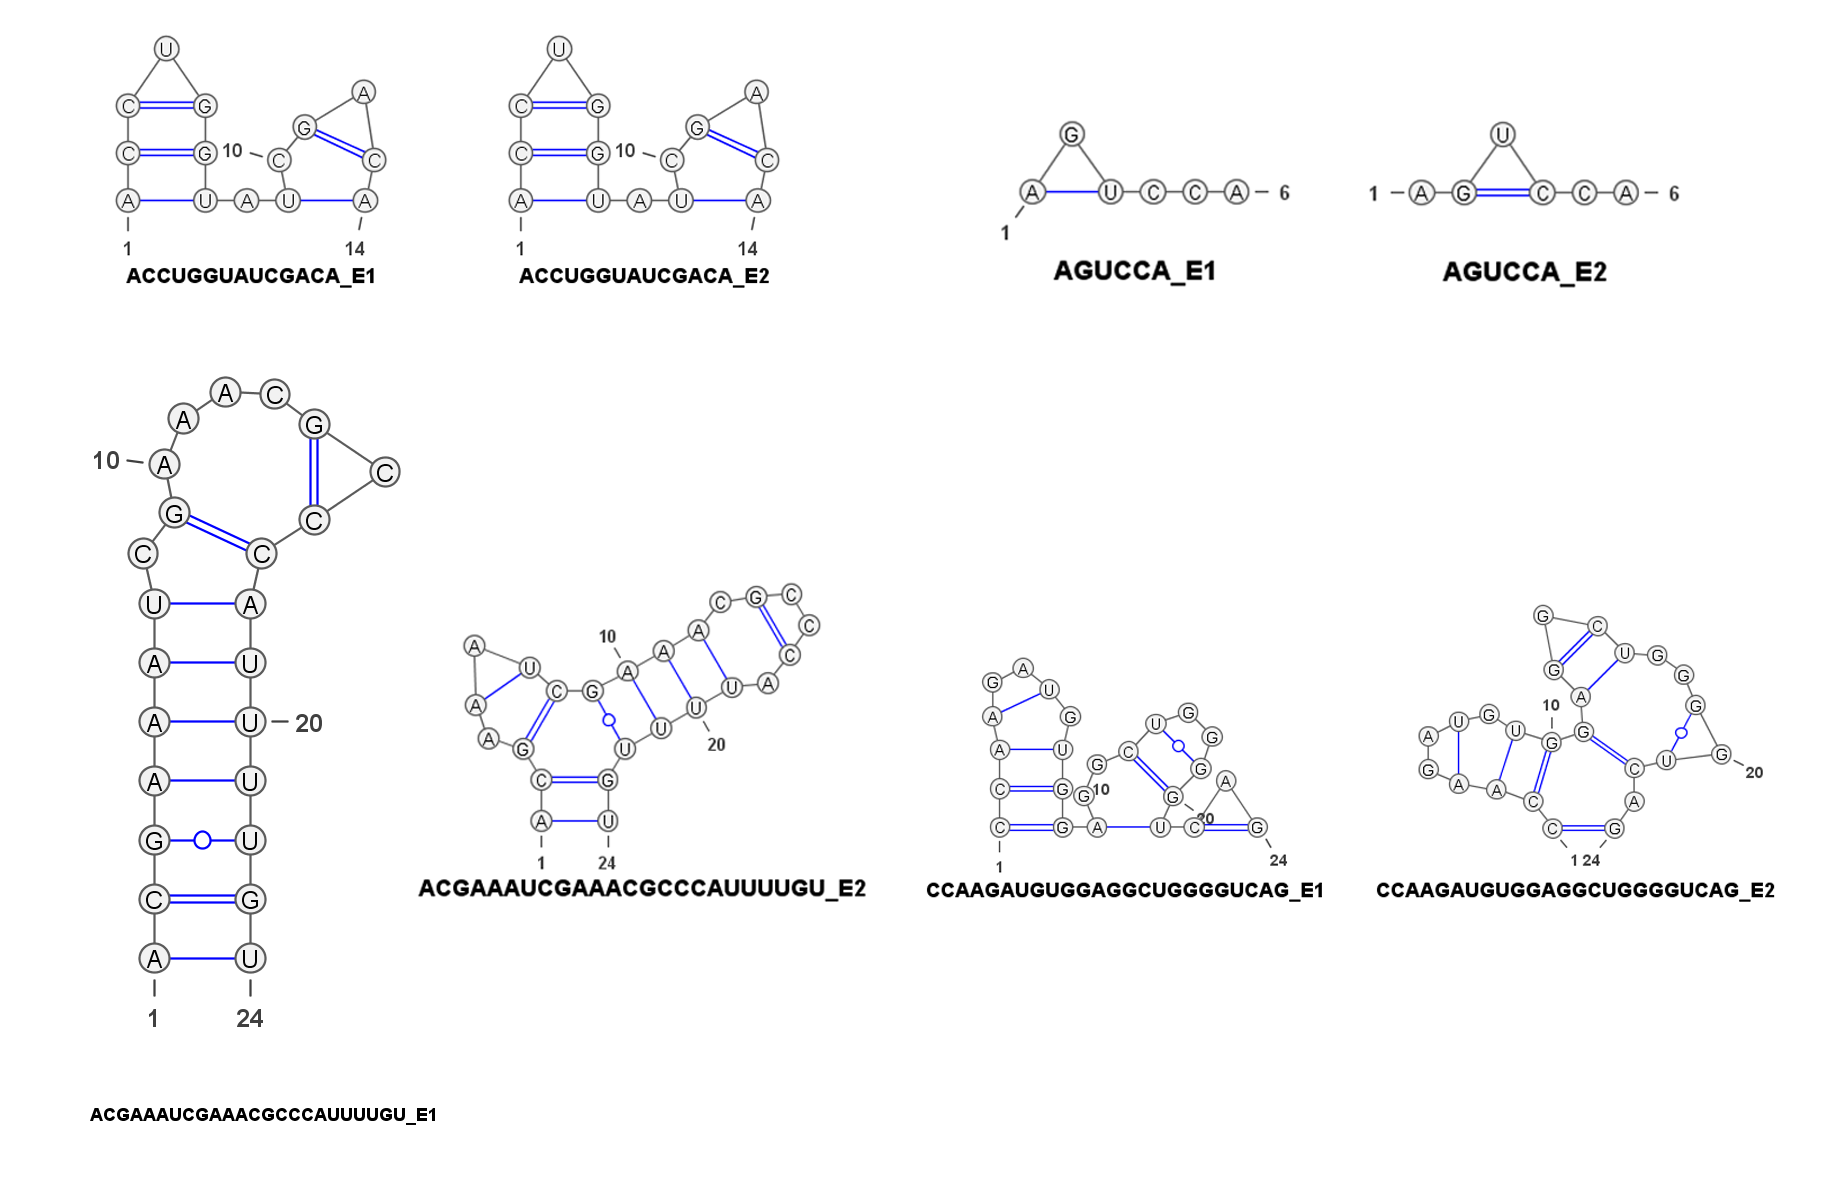 U
A
C G
G
C G 10 C C
A U A U A
1 14
ACCUGGUAUCGACA_E1
U
A
C G
G
C G 10 C C
A U A U A
1 14
ACCUGGUAUCGACA_E2
G
A U C C A 6
1
AGUCCA_E1
U
1 A G C C A 6
AGUCCA_E2
A C
A G
10 A C
G C
C C
U A
A U
A U 20
A U
G U
C G
A U
1 24
ACGAAAUCGAAACGCCCAUUUUGU_E1
A C G A A A U C G A A A C G C C C A U U U U G U
1 10 20 24
ACGAAAUCGAAACGCCCAUUUUGU_E2
C C A A G A U G U G G A G G C U G G G G U C A G
1 10 20 24
CCAAGAUGUGGAGGCUGGGGUCAG_E1
C C A A G A U G U G G A G G C U G G G G U C A G
1 10 20 24
CCAAGAUGUGGAGGCUGGGGUCAG_E2